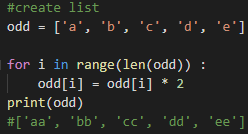 #create list
odd = ['a', 'b', 'c', 'd', 'e']
for i in range(len(odd)) :
    odd[i] = odd[i] * 2
print(odd)
#['aa', 'bb', 'cc', 'dd', 'ee']